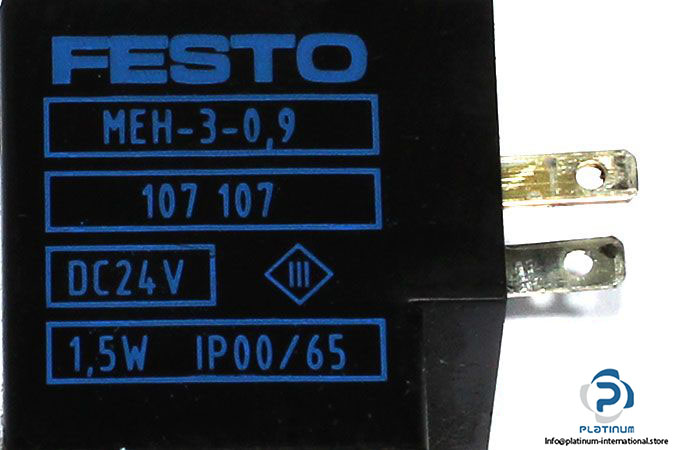 FESTO
MEH-3-0,9
107 107
DC24V III
1,5W IP00/65
PLATINUM
Info@platinum-international.store